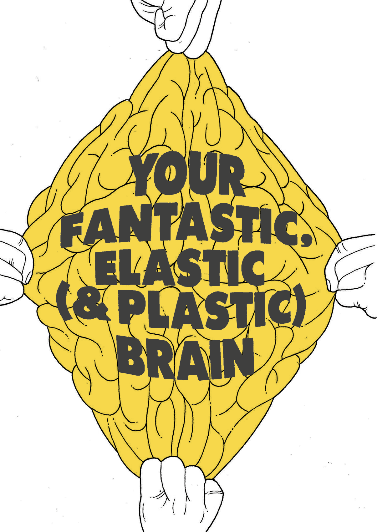 YOUR
FANTASTIC,
ELASTIC
(& PLASTIC)
BRAIN